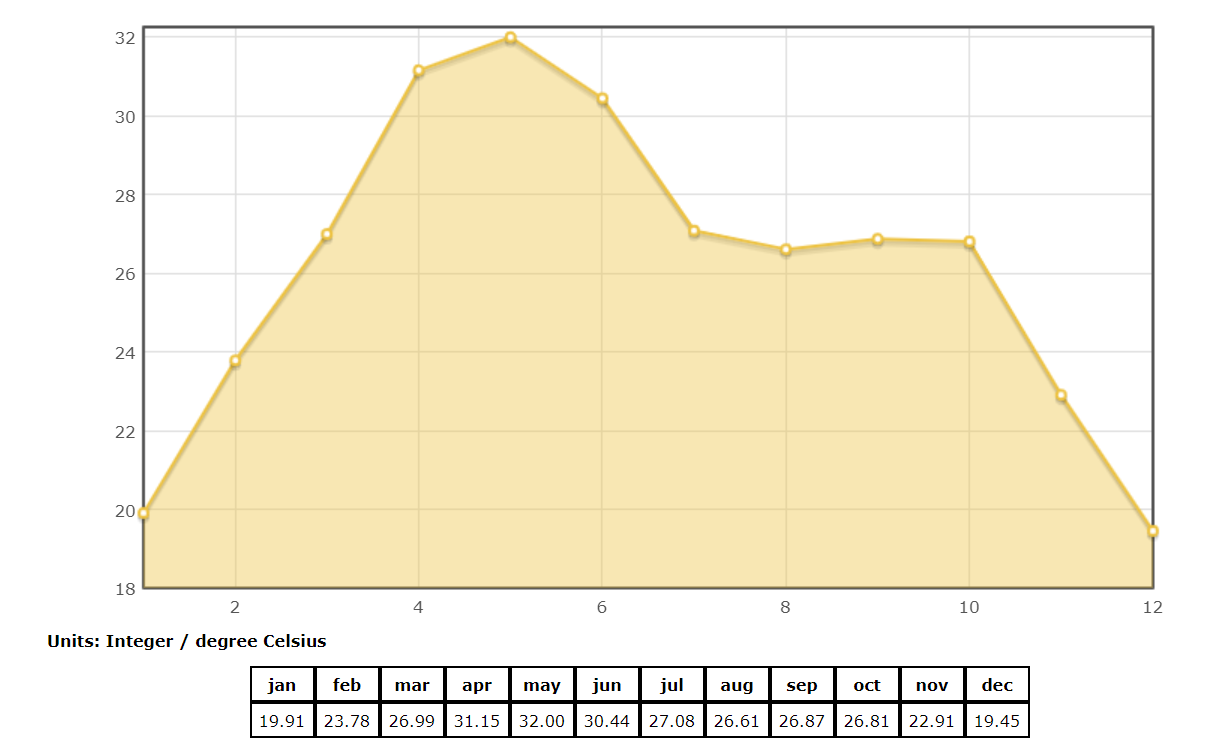 32
30
28
26
24
22
20
18
2 4 6 8 10 12
Units: Integer / degree Celsius
jan feb mar apr may jun jul aug sep oct nov dec
19.91 23.78 26.99 31.15 32.00 30.44 27.08 26.61 26.87 26.81 22.91 19.45